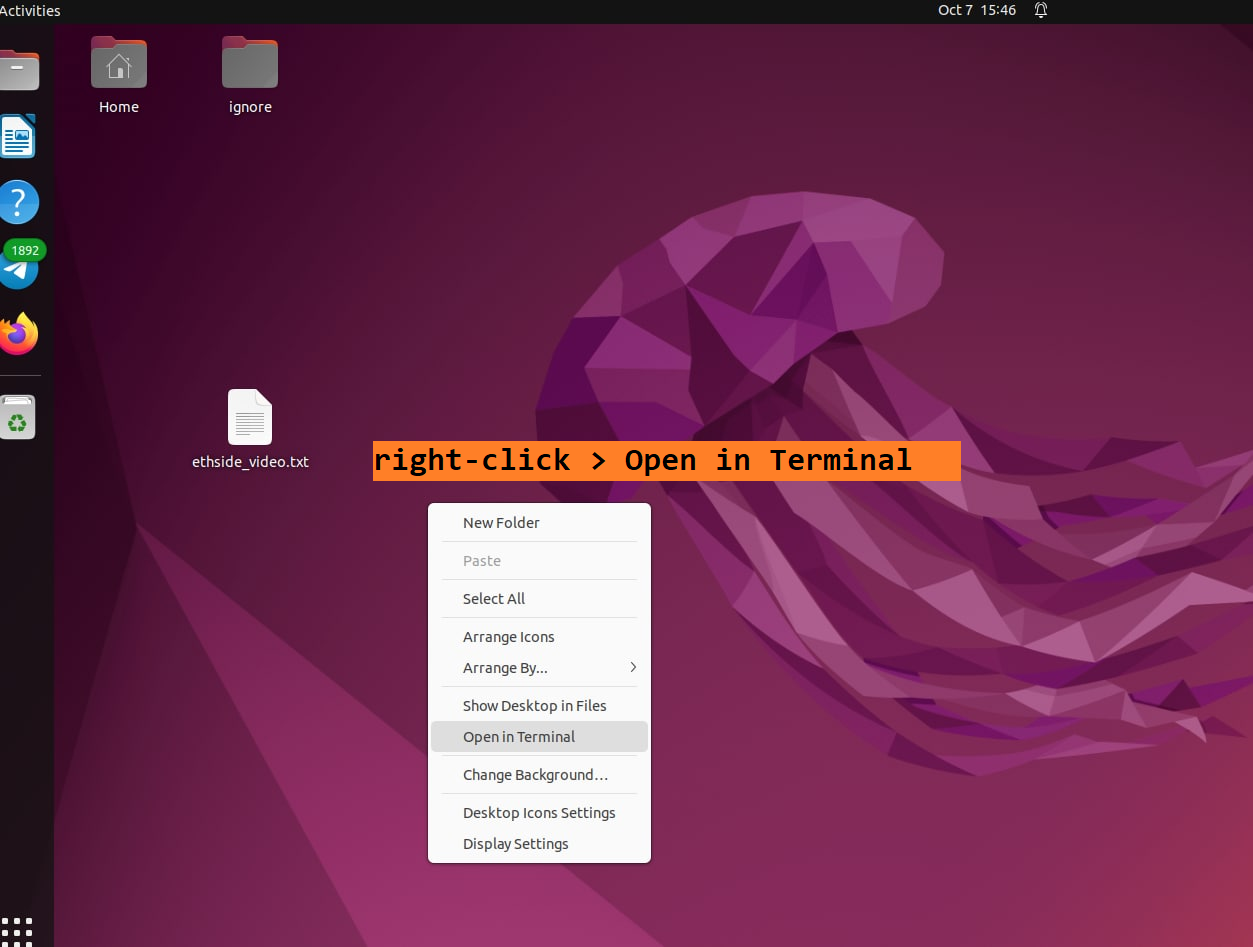 Activities
Oct 7 15:46
Home
ignore
?
1892
ethside_video.txt
right-click > Open in Terminal
New Folder
Paste
Select All
Arrange Icons
Arrange By...
Show Desktop in Files
Open in Terminal
Change Background…
Desktop Icons Settings
Display Settings